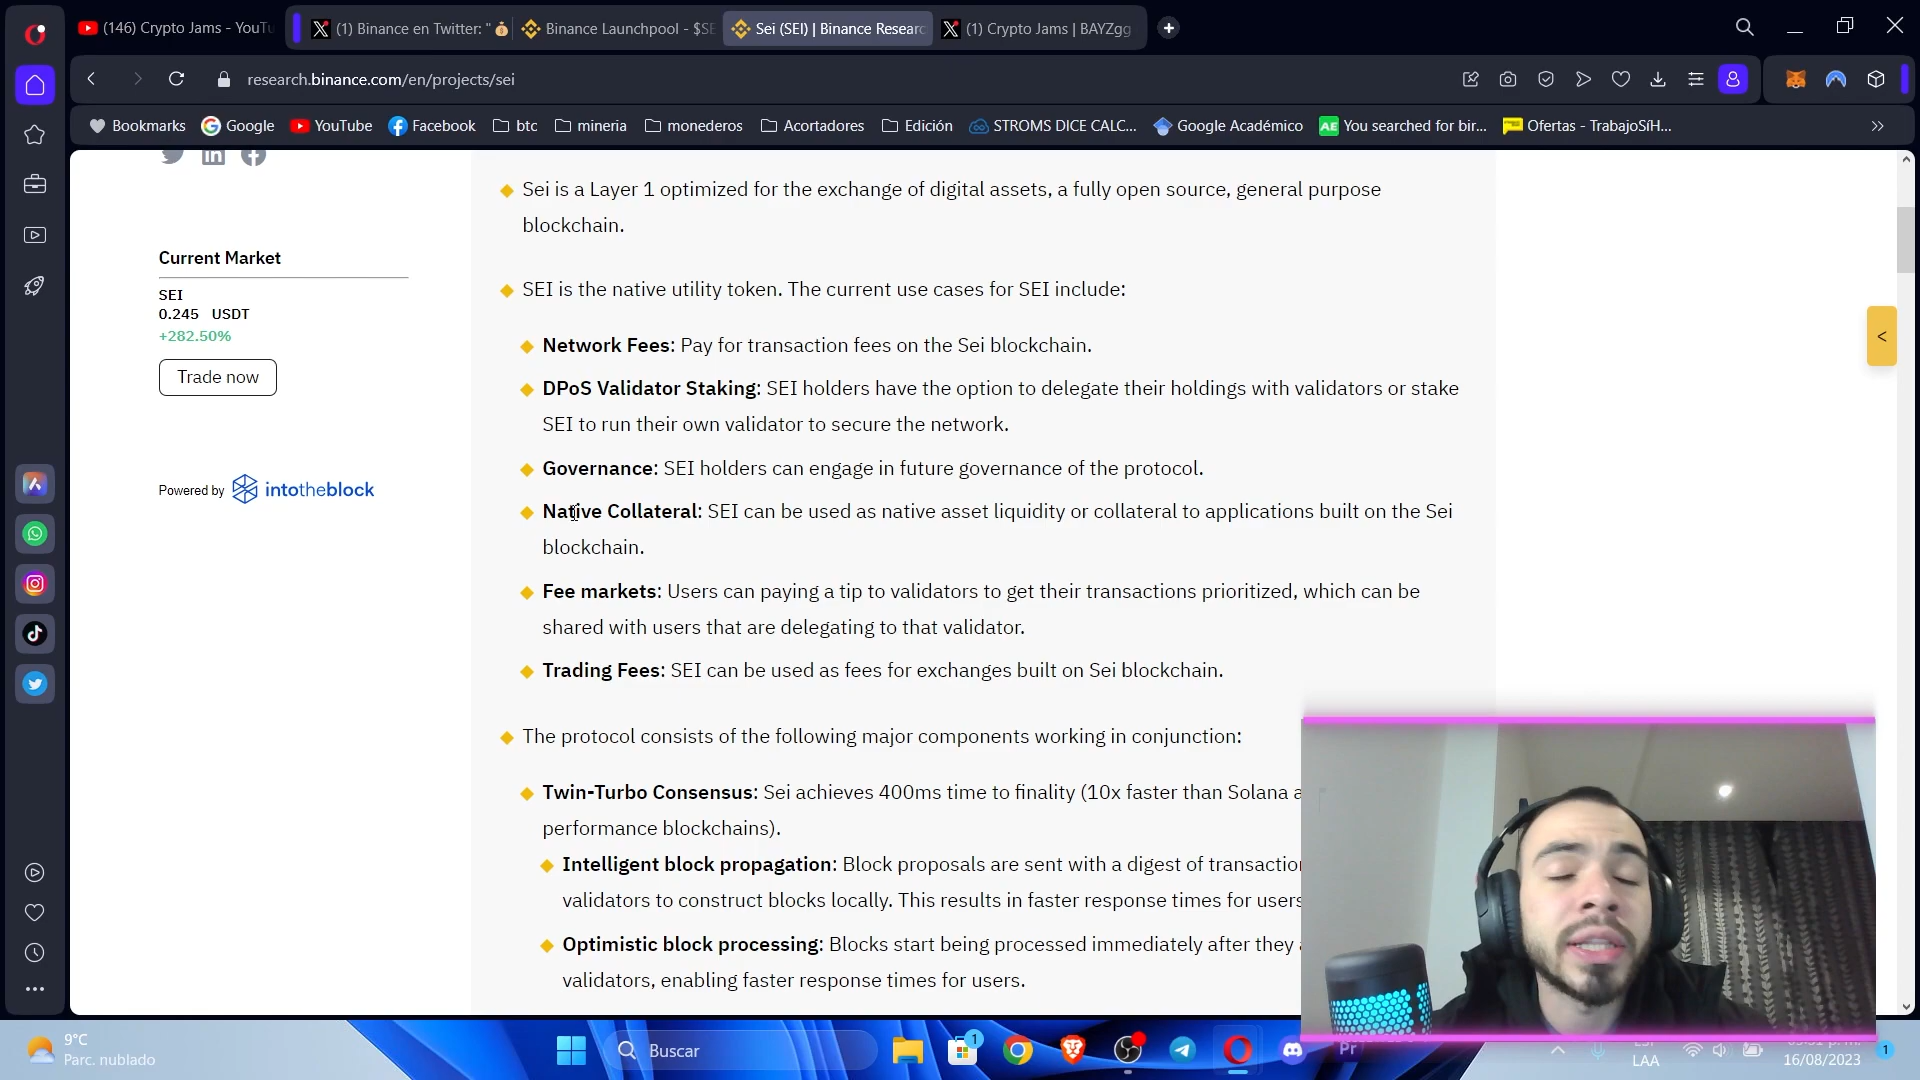 (146) Crypto Jams - YouTu
(1) Binance en Twitter: "
Binance Launchpool - $SE
Sei (SEI) | Binance Researc
(1) Crypto Jams | BAYZgg
research.binance.com/en/projects/sei
Bookmarks
Google
YouTube
Facebook
btc
mineria
monederos
Acortadores
Edición
STROMS DICE CALC...
Google Académico
AE
You searched for bir...
Ofertas - TrabajoSíH...
Current Market
SEI
0.245 USDT
+282.50%
Trade now
Powered by intotheblock
Sei is a Layer 1 optimized for the exchange of digital assets, a fully open source, general purpose
blockchain.
SEI is the native utility token. The current use cases for SEI include:
Network Fees: Pay for transaction fees on the Sei blockchain.
DPoS Validator Staking: SEI holders have the option to delegate their holdings with validators or stake
SEI to run their own validator to secure the network.
Governance: SEI holders can engage in future governance of the protocol.
Native Collateral: SEI can be used as native asset liquidity or collateral to applications built on the Sei
blockchain.
Fee markets: Users can paying a tip to validators to get their transactions prioritized, which can be
shared with users that are delegating to that validator.
Trading Fees: SEI can be used as fees for exchanges built on Sei blockchain.
The protocol consists of the following major components working in conjunction:
Twin-Turbo Consensus: Sei achieves 400ms time to finality (10x faster than Solana a
performance blockchains).
Intelligent block propagation: Block proposals are sent with a digest of transaction
validators to construct blocks locally. This results in faster response times for users
Optimistic block processing: Blocks start being processed immediately after they a
validators, enabling faster response times for users.
<
9°C
Parc. nublado
Buscar
1
Pr
LAA
16/08/2023
1